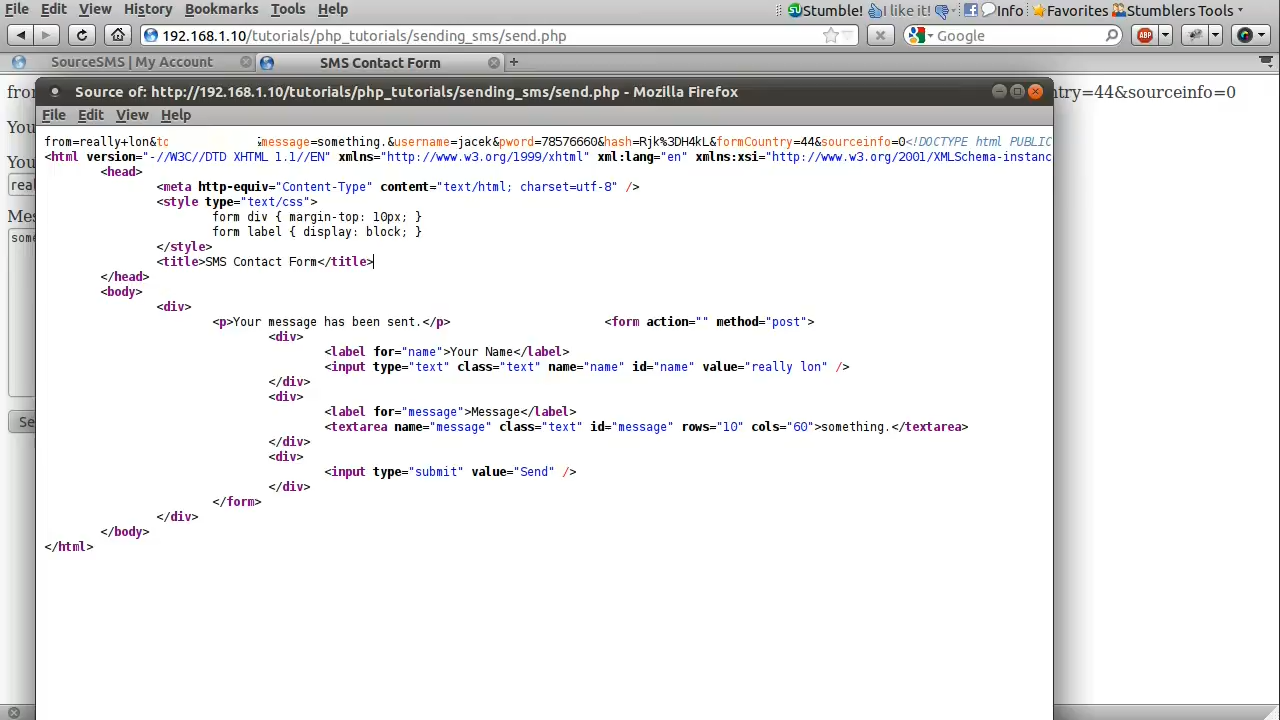 File Edit View History Bookmarks Tools Help Stumble! I like it! Info Favorites Stumblers Tools
192.168.1.10/tutorials/php_tutorials/sending_sms/send.php Google ABP
SourceSMS | My Account SMS Contact Form
Source of: http://192.168.1.10/tutorials/php_tutorials/sending_sms/send.php - Mozilla Firefox
ntry=44&sourceinfo=0
File Edit View Help
from=really+lon&to message=something.&username=jacek&pword=78576660&hash=Rjk%3DH4kL&formCountry=44&sourceinfo=0<!DOCTYPE html PUBLIC
<html version="-//W3C//DTD XHTML 1.1//EN" xmlns="http://www.w3.org/1999/xhtml" xml:lang="en" xmlns:xsi="http://www.w3.org/2001/XMLSchema-instanc
<head>
<meta http-equiv="Content-Type" content="text/html; charset=utf-8" />
<style type="text/css">
form div { margin-top: 10px; }
form label { display: block; }
</style>
<title>SMS Contact Form</title>
</head>
<body>
<div>
<p>Your message has been sent.</p> <form action="" method="post">
<div>
<label for="name">Your Name</label>
<input type="text" class="text" name="name" id="name" value="really lon" />
</div>
<div>
<label for="message">Message</label>
<textarea name="message" class="text" id="message" rows="10" cols="60">something.</textarea>
</div>
<div>
<input type="submit" value="Send" />
</div>
</form>
</div>
</body>
</html>
fro
You
You
real
Mes
som
Se